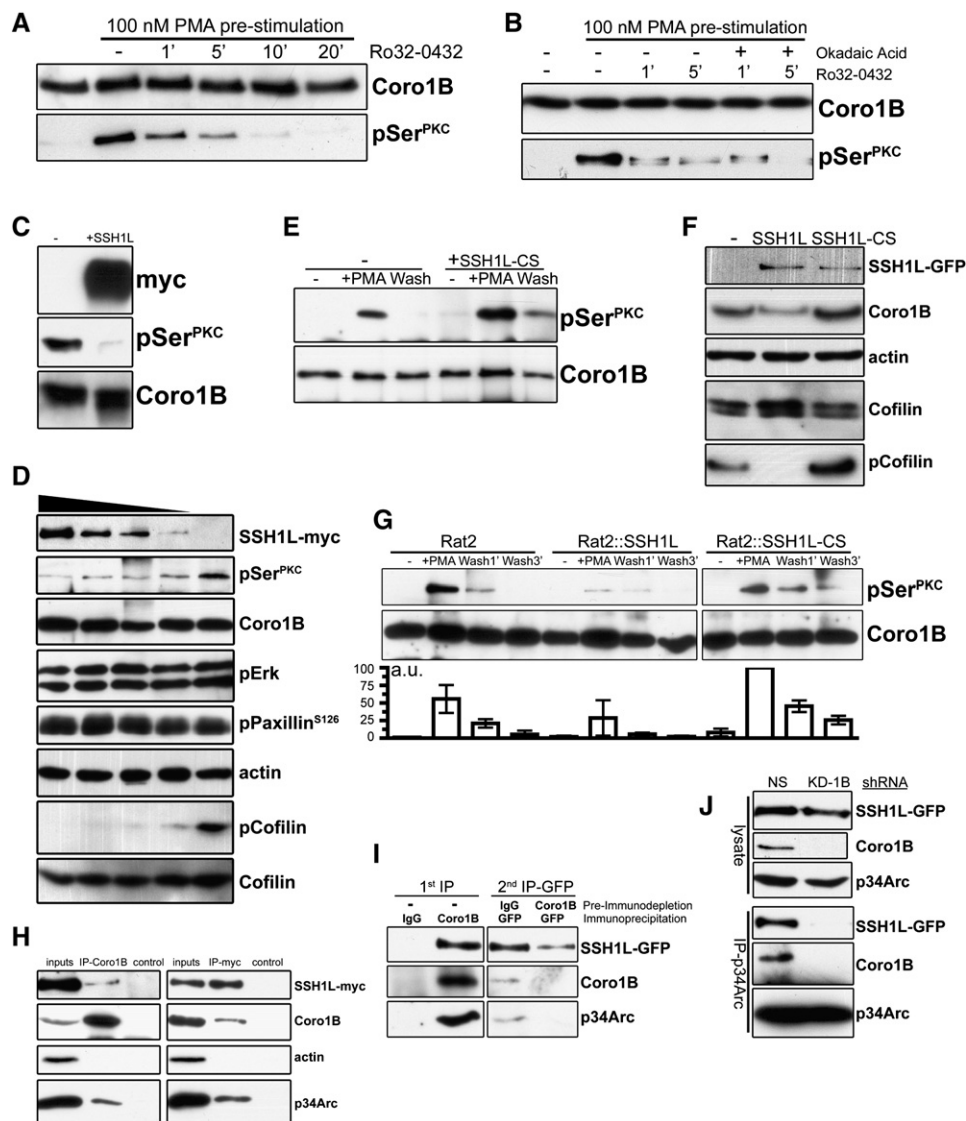 A
100 nM PMA pre-stimulation
- 1’ 5’ 10’ 20’ Ro32-0432
Coro1B
pSerPKC
B
100 nM PMA pre-stimulation
- - - - + + Okadaic Acid
- - 1’ 5’ 1’ 5’ Ro32-0432
Coro1B
pSerPKC
C
- +SSH1L
myc
pSerPKC
Coro1B
D
SSH1L-myc
pSerPKC
Coro1B
pErk
pPaxillinS126
actin
pCofilin
Cofilin
E
- +SSH1L-CS
- +PMA Wash - +PMA Wash
pSerPKC
Coro1B
F
- SSH1L SSH1L-CS
SSH1L-GFP
Coro1B
actin
Cofilin
pCofilin
G
Rat2 Rat2::SSH1L Rat2::SSH1L-CS
- +PMA Wash1’ Wash3’ - +PMA Wash1’ Wash3’ - +PMA Wash1’ Wash3’
pSerPKC
Coro1B
a.u.
100
75
50
25
0
H
inputs IP-Coro1B control inputs IP-myc control
SSH1L-myc
Coro1B
actin
p34Arc
I
1st IP 2nd IP-GFP
- - IgG Coro1B Pre-Immunodepletion
IgG Coro1B GFP GFP Immunoprecipitation
SSH1L-GFP
Coro1B
p34Arc
J
NS KD-1B shRNA
lysate
SSH1L-GFP
Coro1B
p34Arc
IP-p34Arc
SSH1L-GFP
Coro1B
p34Arc